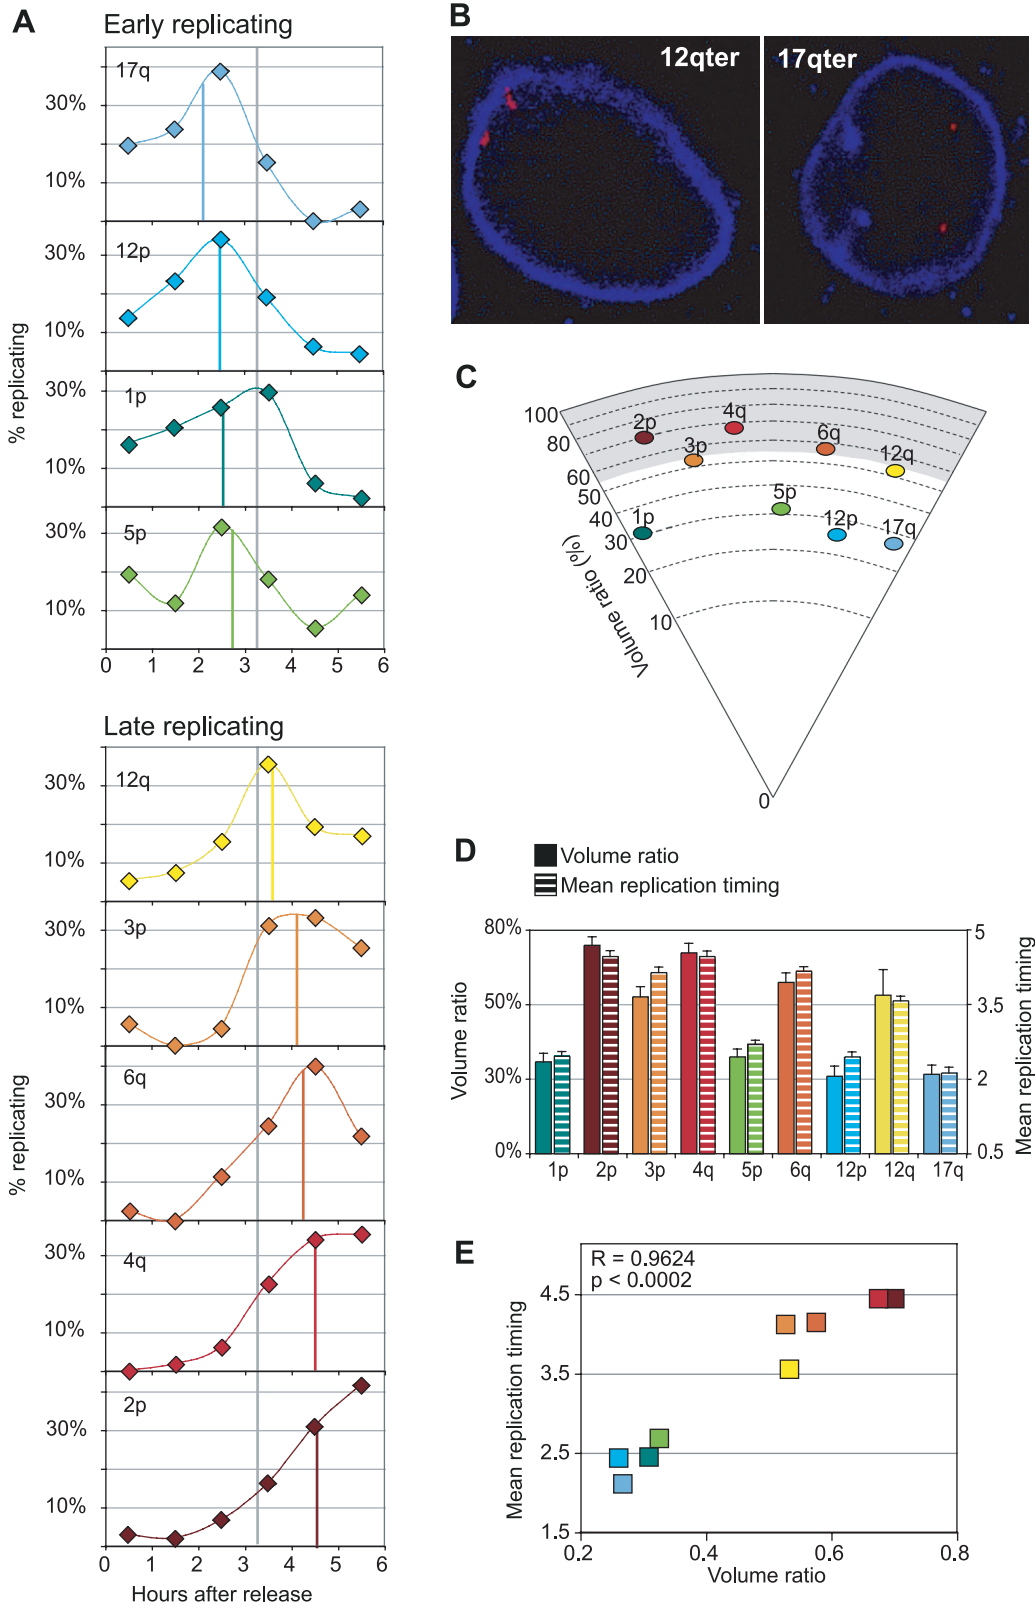 A
Early replicating
17q
30%
10%
12p
30%
10%
1p
30%
10%
5p
30%
10%
0 1 2 3 4 5 6
% replicating
Late replicating
12q
30%
10%
3p
30%
10%
6q
30%
10%
4q
30%
10%
2p
30%
10%
0 1 2 3 4 5 6
% replicating
Hours after release
B
12qter
17qter
C
100
80
60
50
40
30
20
10
0
Volume ratio (%)
2p
4q
3p
6q
12q
5p
1p
12p
17q
D
Volume ratio
Mean replication timing
80%
50%
30%
0%
Volume ratio
5
3.5
2
0.5
Mean replication timing
1p 2p 3p 4q 5p 6q 12p 12q 17q
E
R = 0.9624
p < 0.0002
4.5
3.5
2.5
1.5
Mean replication timing
0.2 0.4 0.6 0.8
Volume ratio